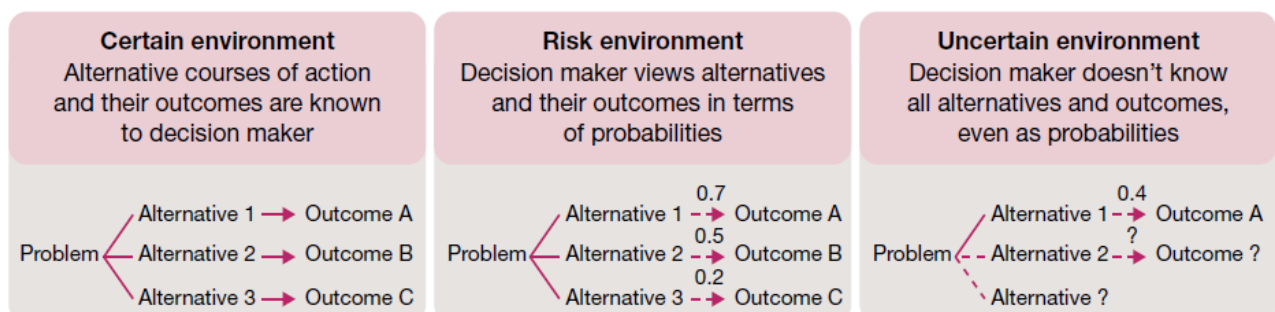 Certain environment
Alternative courses of action
and their outcomes are known
to decision maker
Problem
Alternative 1
Outcome A
Alternative 2
Outcome B
Alternative 3
Outcome C
Risk environment
Decision maker views alternatives
and their outcomes in terms
of probabilities
Problem
Alternative 1
0.7
Outcome A
Alternative 2
0.5
Outcome B
Alternative 3
0.2
Outcome C
Uncertain environment
Decision maker doesn't know
all alternatives and outcomes,
even as probabilities
Problem
Alternative 1
0.4
Outcome A
Alternative 2
?
Outcome ?
Alternative ?